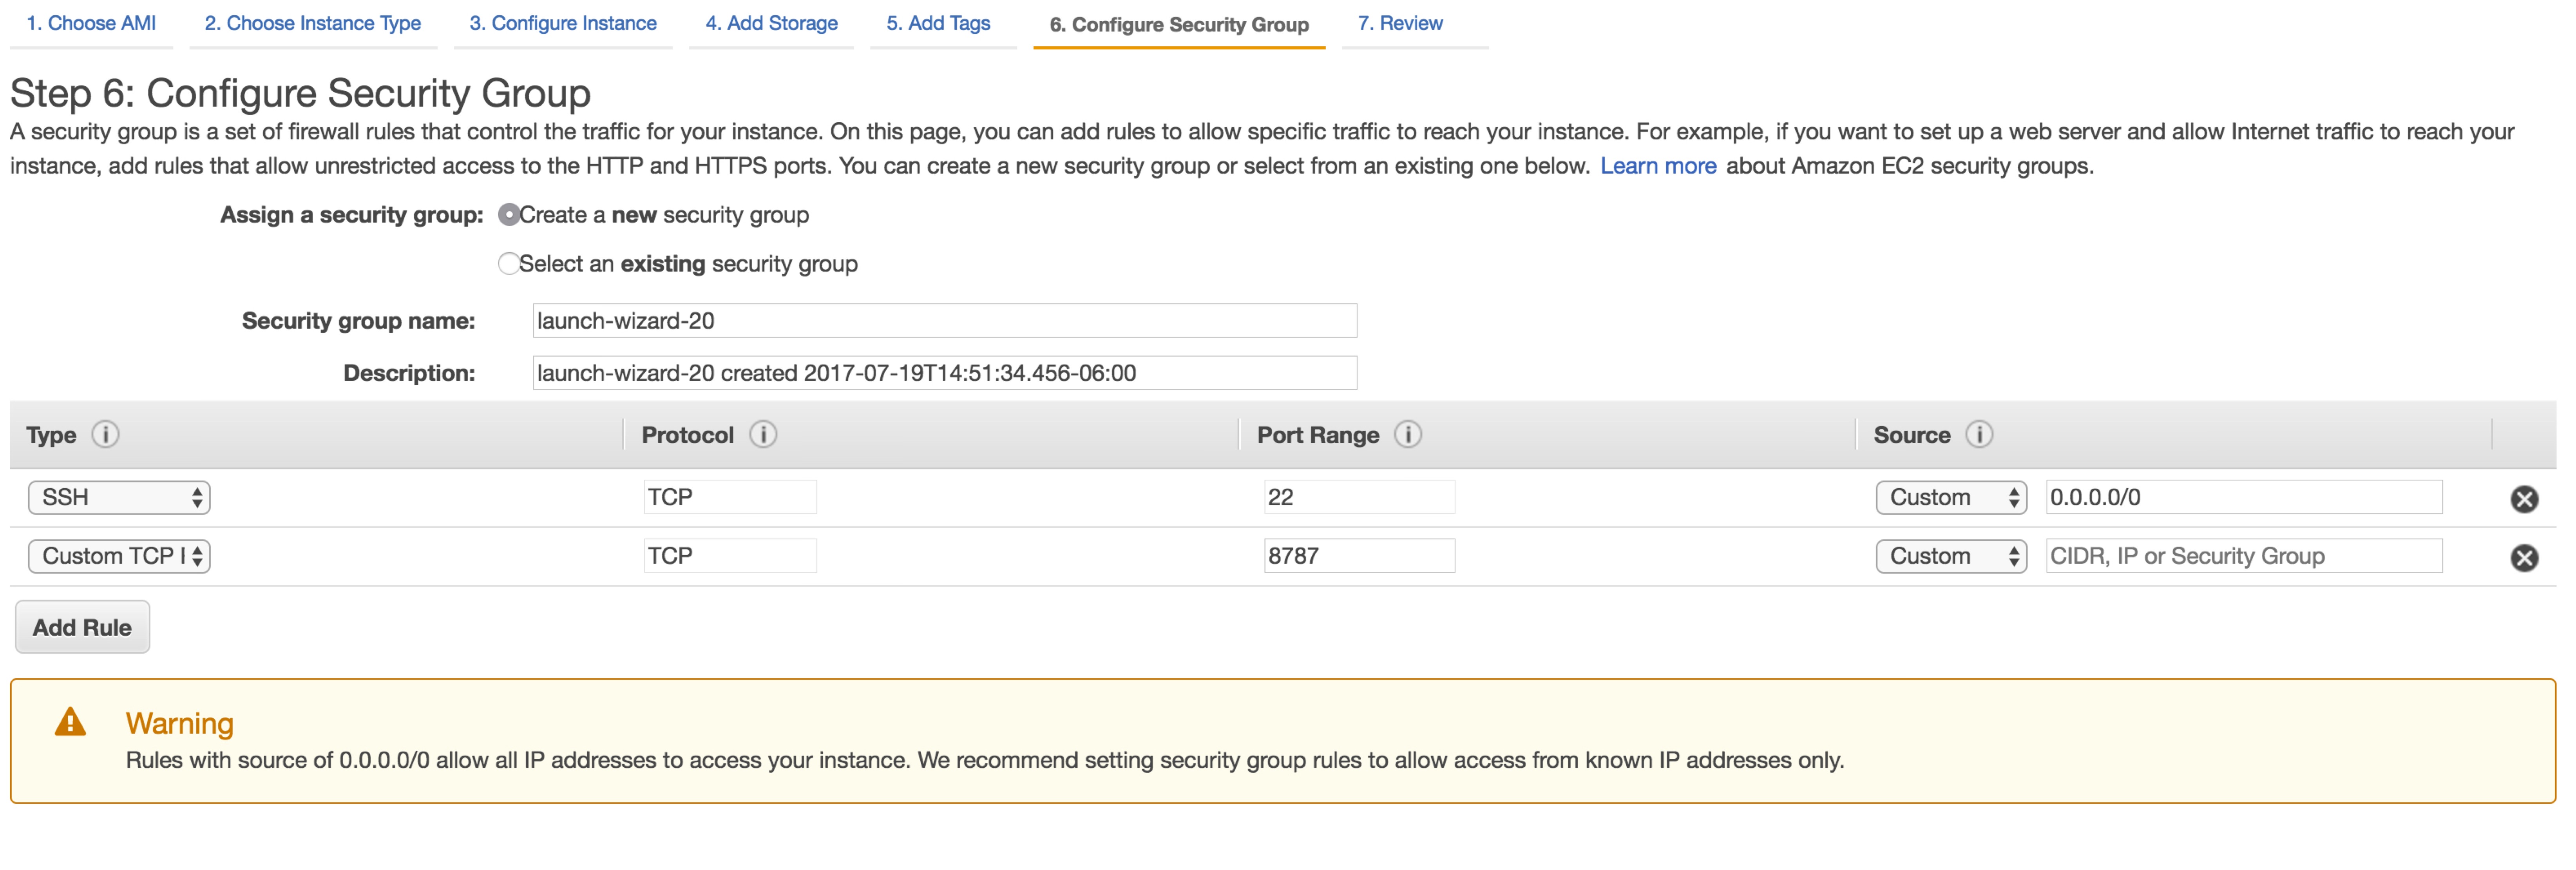 1. Choose AMI 2. Choose Instance Type 3. Configure Instance 4. Add Storage 5. Add Tags 6. Configure Security Group 7. Review
Step 6: Configure Security Group
A security group is a set of firewall rules that control the traffic for your instance. On this page, you can add rules to allow specific traffic to reach your instance. For example, if you want to set up a web server and allow Internet traffic to reach your
instance, add rules that allow unrestricted access to the HTTP and HTTPS ports. You can create a new security group or select from an existing one below. Learn more about Amazon EC2 security groups.
Assign a security group: Create a new security group
Select an existing security group
Security group name: launch-wizard-20
Description: launch-wizard-20 created 2017-07-19T14:51:34.456-06:00
Type Protocol Port Range Source
SSH TCP 22 Custom 0.0.0.0/0
Custom TCP TCP 8787 Custom CIDR, IP or Security Group
Add Rule
Warning
Rules with source of 0.0.0.0/0 allow all IP addresses to access your instance. We recommend setting security group rules to allow access from known IP addresses only.